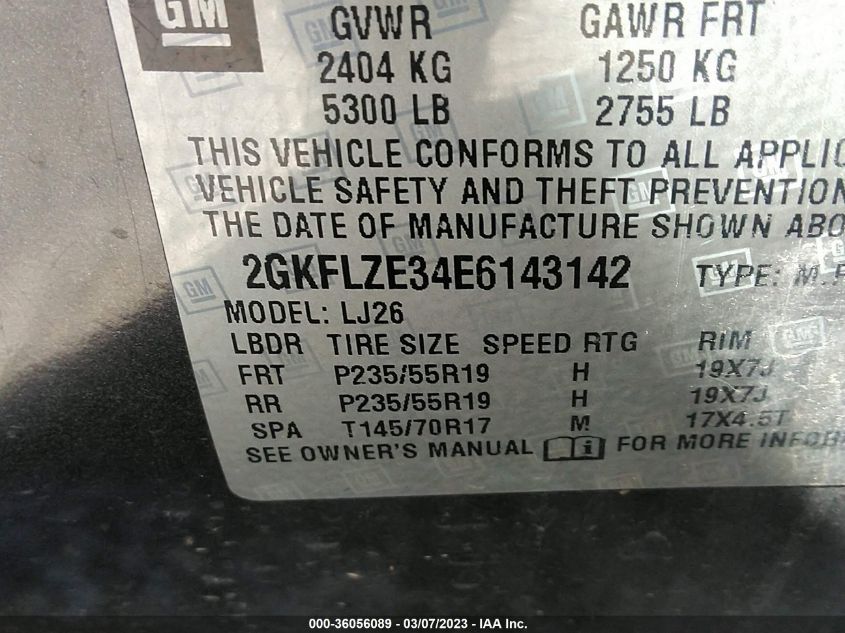 GM
GVWR GAWR FRT
2404 KG 1250 KG
5300 LB 2755 LB
THIS VEHICLE CONFORMS TO ALL APPLIC
VEHICLE SAFETY AND THEFT PREVENTION
THE DATE OF MANUFACTURE SHOWN ABO
2GKFLZE34E6143142 TYPE: M.P
MODEL: LJ26
LBDR TIRE SIZE SPEED RTG RIM
FRT P235/55R19 H 19X7J
RR P235/55R19 H 19X7J
SPA T145/70R17 M 17X4.5T
SEE OWNER'S MANUAL FOR MORE INFOR
000-36056089 - 03/07/2023 - IAA Inc.